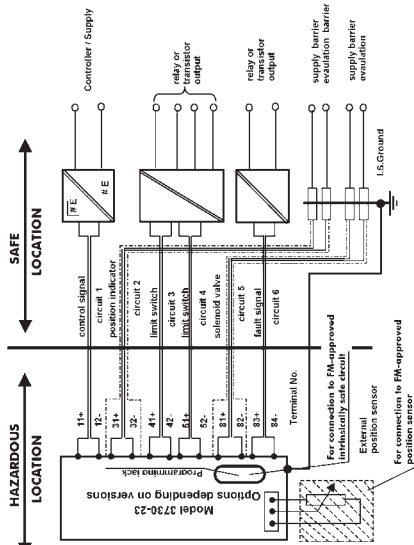 HAZARDOUS
LOCATION
SAFE
LOCATION
Model 3730-23
Options depending on versions
Programming jack
11+
12-
31+
32-
41+
42-
51+
52-
81+
82-
83+
84-
Terminal No.
control signal
circuit 1
position indicator
circuit 2
limit switch
circuit 3
limit switch
circuit 4
solenoid valve
circuit 5
fault signal
circuit 6
# E
# E
Controller / Supply
relay or
transistor
output
relay or
transistor
output
supply barrier
evaulation barrier
supply barrier
evaulation
I.S.Ground
For connection to FM-approved
intrinsically safe circuit
External
position sensor
For connection to FM-approved
position sensor